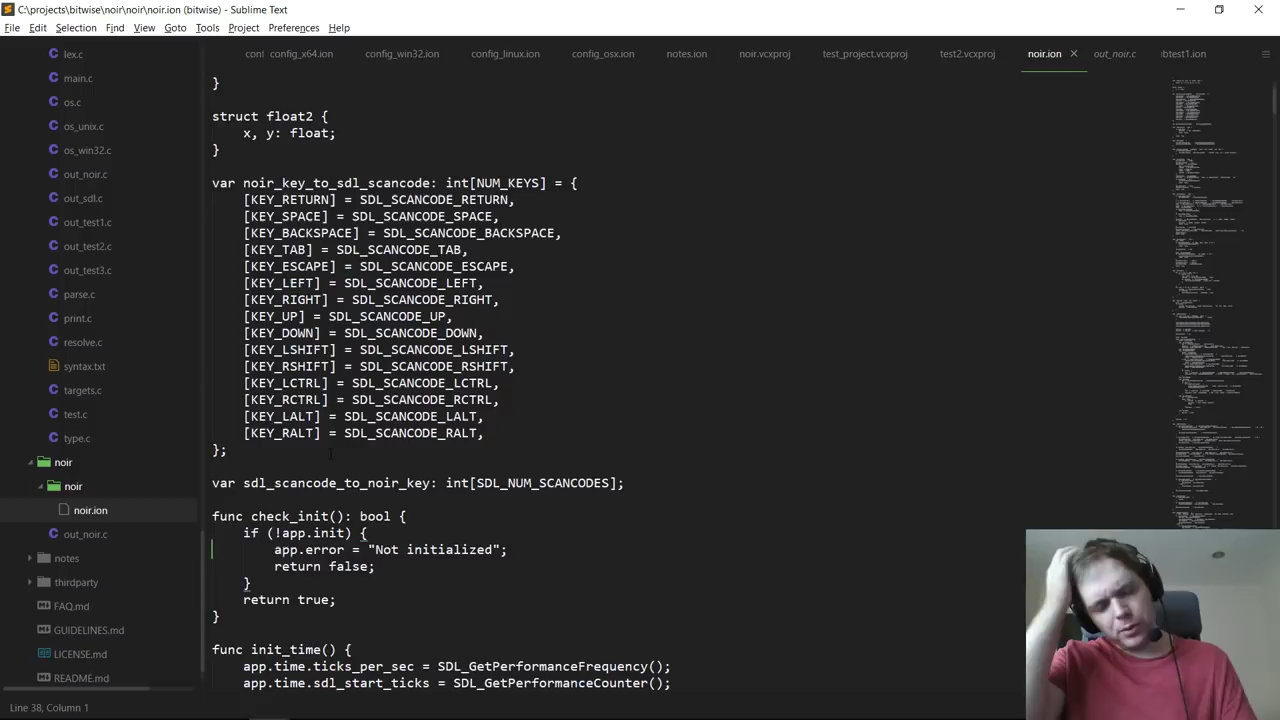 C:\projects\bitwise\noir\noir\noir.ion (bitwise) - Sublime Text
File Edit Selection Find View Goto Tools Project Preferences Help
conf config_x64.ion config_win32.ion config_linux.ion config_osx.ion notes.ion noir.vcxproj test_project.vcxproj test2.vcxproj noir.ion out_noir.c subtest1.ion
lex.c
main.c
os.c
os_unix.c
os_win32.c
out_noir.c
out_sdl.c
out_test1.c
out_test2.c
out_test3.c
parse.c
print.c
resolve.c
syntax.txt
targets.c
test.c
type.c
noir
noir
noir.ion
out_noir.c
notes
thirdparty
FAQ.md
GUIDELINES.md
LICENSE.md
README.md
}
struct float2 {
x, y: float;
}
var noir_key_to_sdl_scancode: int[NUM_KEYS] = {
[KEY_RETURN] = SDL_SCANCODE_RETURN,
[KEY_SPACE] = SDL_SCANCODE_SPACE,
[KEY_BACKSPACE] = SDL_SCANCODE_BACKSPACE,
[KEY_TAB] = SDL_SCANCODE_TAB,
[KEY_ESCAPE] = SDL_SCANCODE_ESCAPE,
[KEY_LEFT] = SDL_SCANCODE_LEFT,
[KEY_RIGHT] = SDL_SCANCODE_RIGHT,
[KEY_UP] = SDL_SCANCODE_UP,
[KEY_DOWN] = SDL_SCANCODE_DOWN,
[KEY_LSHIFT] = SDL_SCANCODE_LSHIFT,
[KEY_RSHIFT] = SDL_SCANCODE_RSHIFT,
[KEY_LCTRL] = SDL_SCANCODE_LCTRL,
[KEY_RCTRL] = SDL_SCANCODE_RCTRL,
[KEY_LALT] = SDL_SCANCODE_LALT,
[KEY_RALT] = SDL_SCANCODE_RALT,
};
var sdl_scancode_to_noir_key: int[SDL_NUM_SCANCODES];
func check_init(): bool {
if (!app.init) {
app.error = "Not initialized";
return false;
}
return true;
}
func init_time() {
app.time.ticks_per_sec = SDL_GetPerformanceFrequency();
app.time.sdl_start_ticks = SDL_GetPerformanceCounter();
Line 38, Column 1